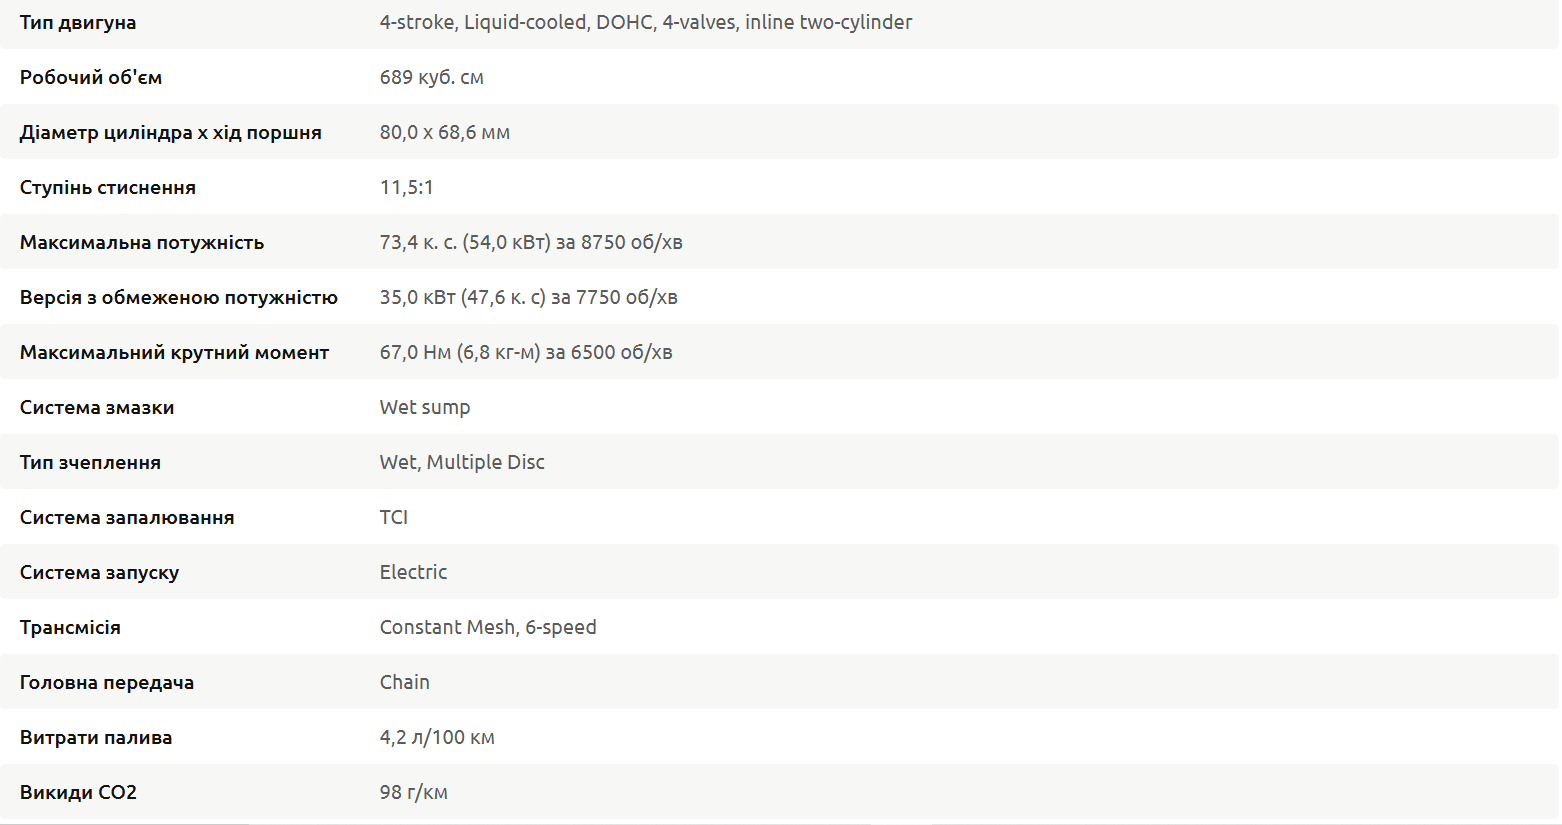 Тип двигуна 4-stroke, Liquid-cooled, DOHC, 4-valves, inline two-cylinder
Робочий об'єм 689 куб. см
Діаметр циліндра x хід поршня 80,0 x 68,6 мм
Ступінь стиснення 11,5:1
Максимальна потужність 73,4 к. с. (54,0 кВт) за 8750 об/хв
Версія з обмеженою потужністю 35,0 кВт (47,6 к. с) за 7750 об/хв
Максимальний крутний момент 67,0 Нм (6,8 кг-м) за 6500 об/хв
Система змазки Wet sump
Тип зчеплення Wet, Multiple Disc
Система запалювання TCI
Система запуску Electric
Трансмісія Constant Mesh, 6-speed
Головна передача Chain
Витрати палива 4,2 л/100 км
Викиди CO2 98 г/км